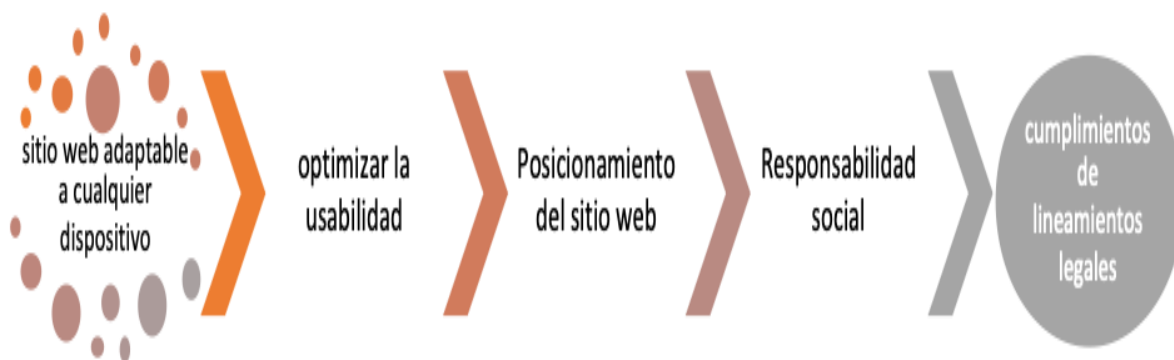 sitio web adaptable
a cualquier
dispositivo
optimizar la
usabilidad
Posicionamiento
del sitio web
Responsabilidad
social
cumplimientos
de
lineamientos
legales